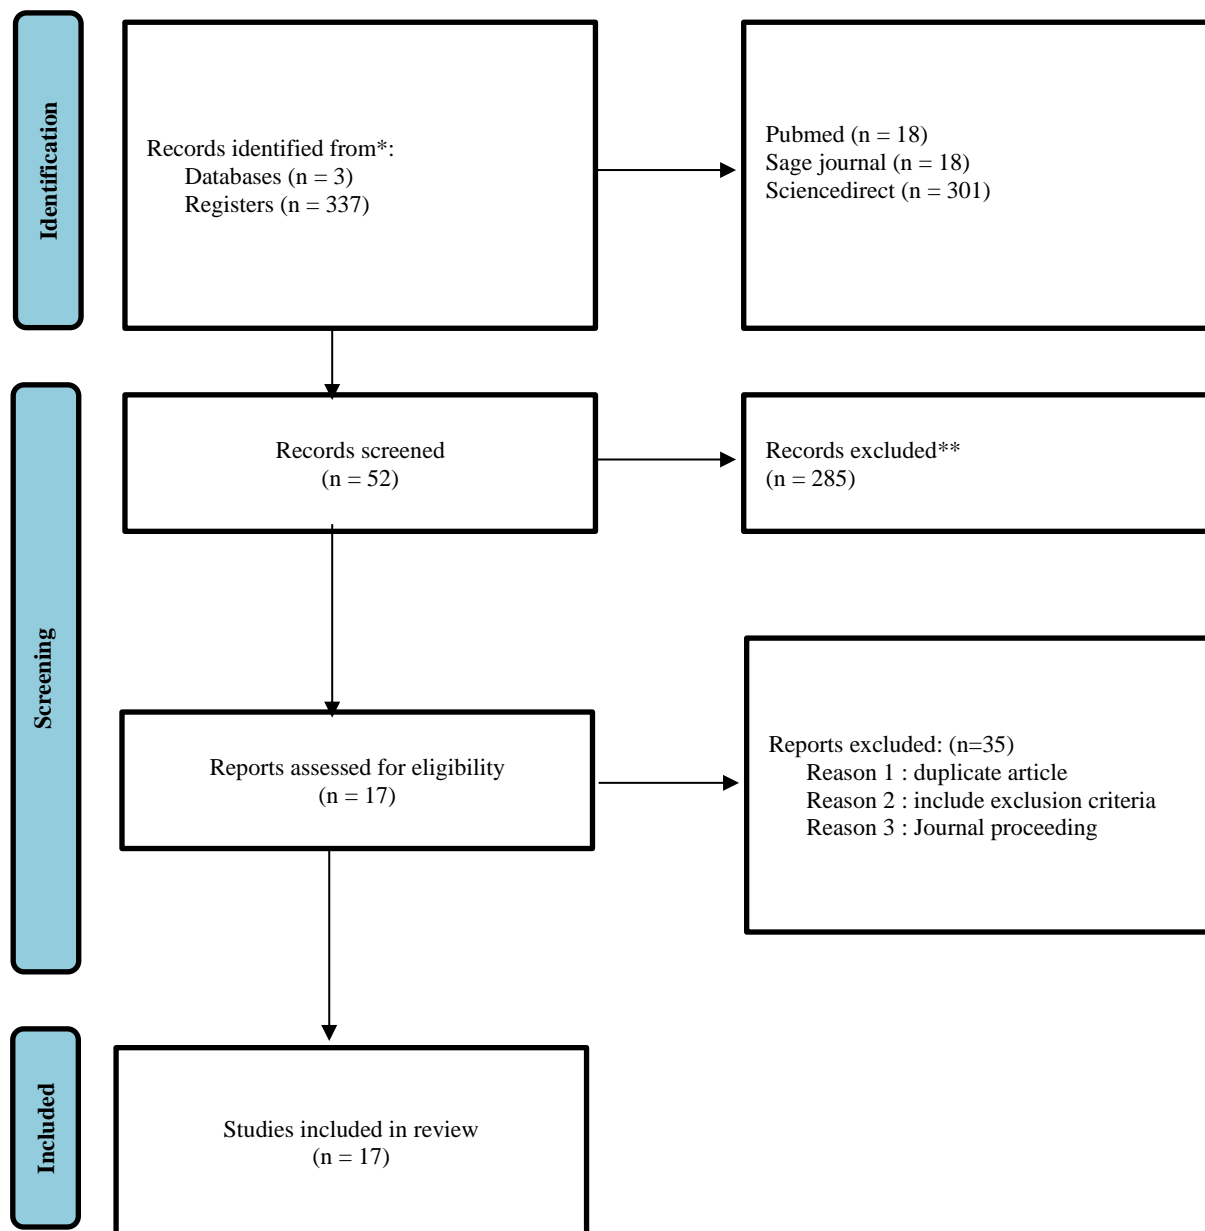 Identification
Records identified from*:
Databases (n = 3)
Registers (n = 337)
Pubmed (n = 18)
Sage journal (n = 18)
Sciencedirect (n = 301)
Screening
Records screened
(n = 52)
Records excluded**
(n = 285)
Reports assessed for eligibility
(n = 17)
Reports excluded: (n=35)
Reason 1 : duplicate article
Reason 2 : include exclusion criteria
Reason 3 : Journal proceeding
Included
Studies included in review
(n = 17)